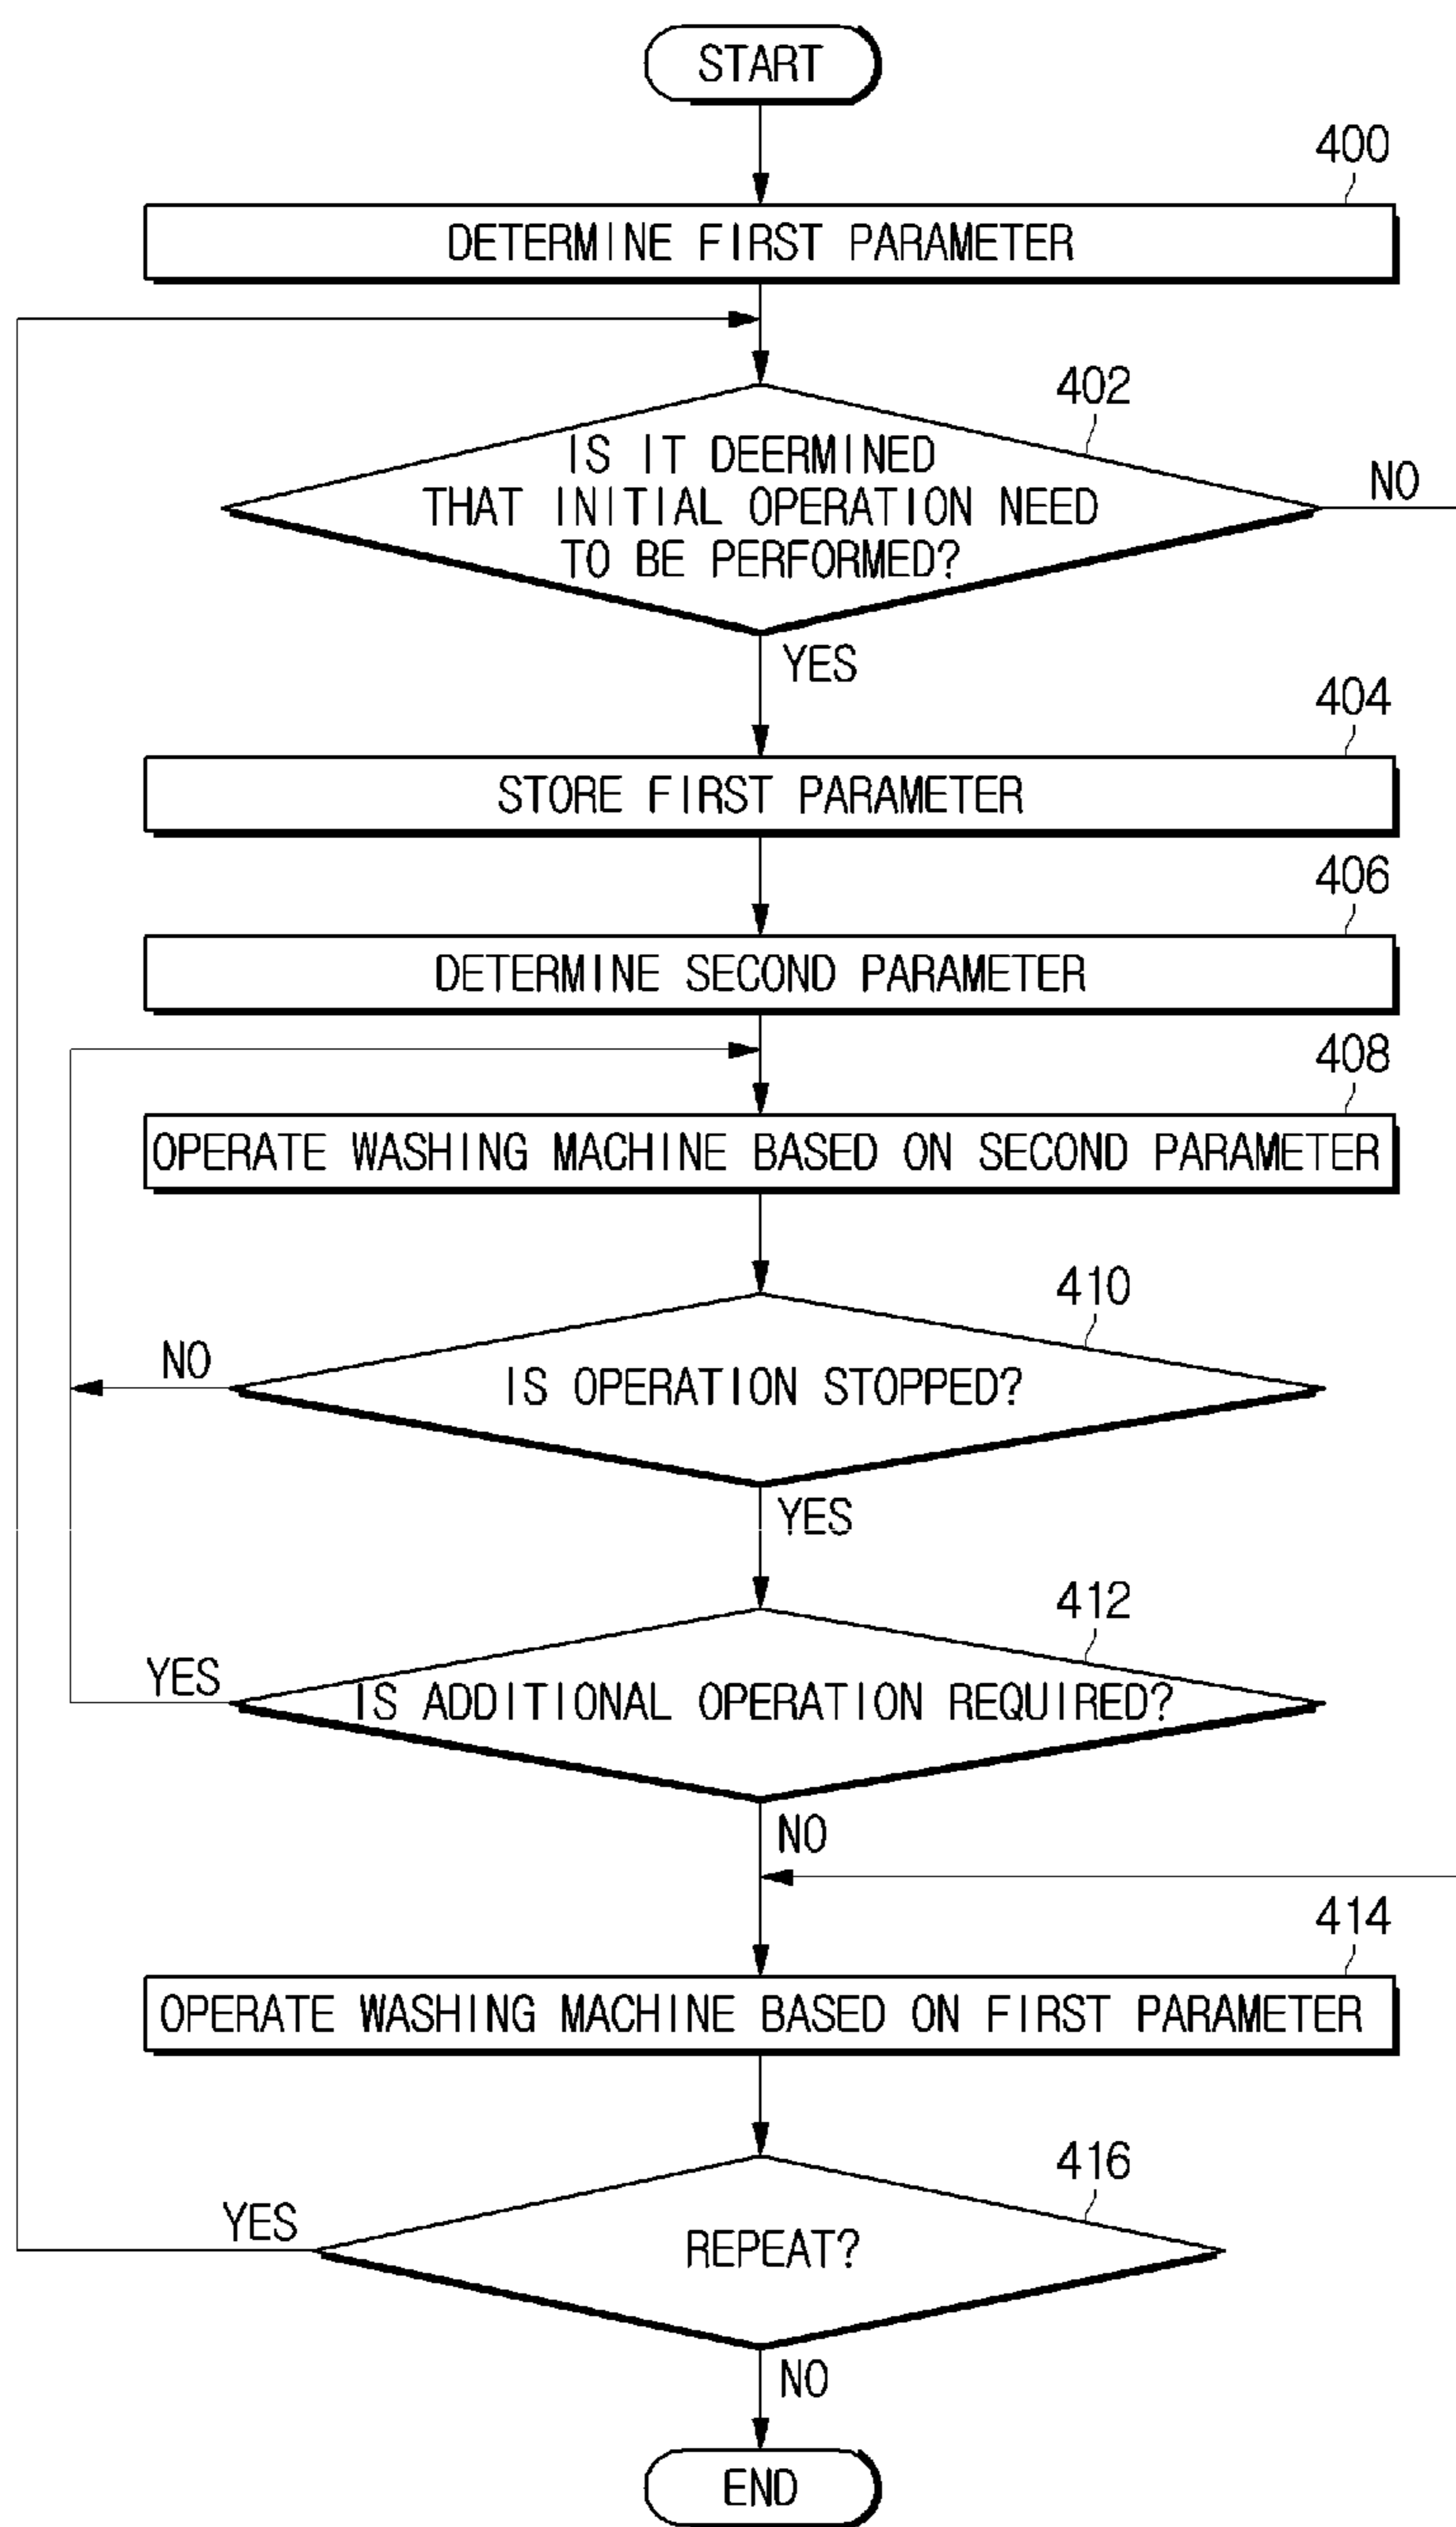 START
400
DETERMINE FIRST PARAMETER
402
IS IT DEERMINED
THAT INITIAL OPERATION NEED
TO BE PERFORMED?
NO
YES
404
STORE FIRST PARAMETER
406
DETERMINE SECOND PARAMETER
408
OPERATE WASHING MACHINE BASED ON SECOND PARAMETER
410
NO
IS OPERATION STOPPED?
YES
412
YES
IS ADDITIONAL OPERATION REQUIRED?
NO
414
OPERATE WASHING MACHINE BASED ON FIRST PARAMETER
416
YES
REPEAT?
NO
END